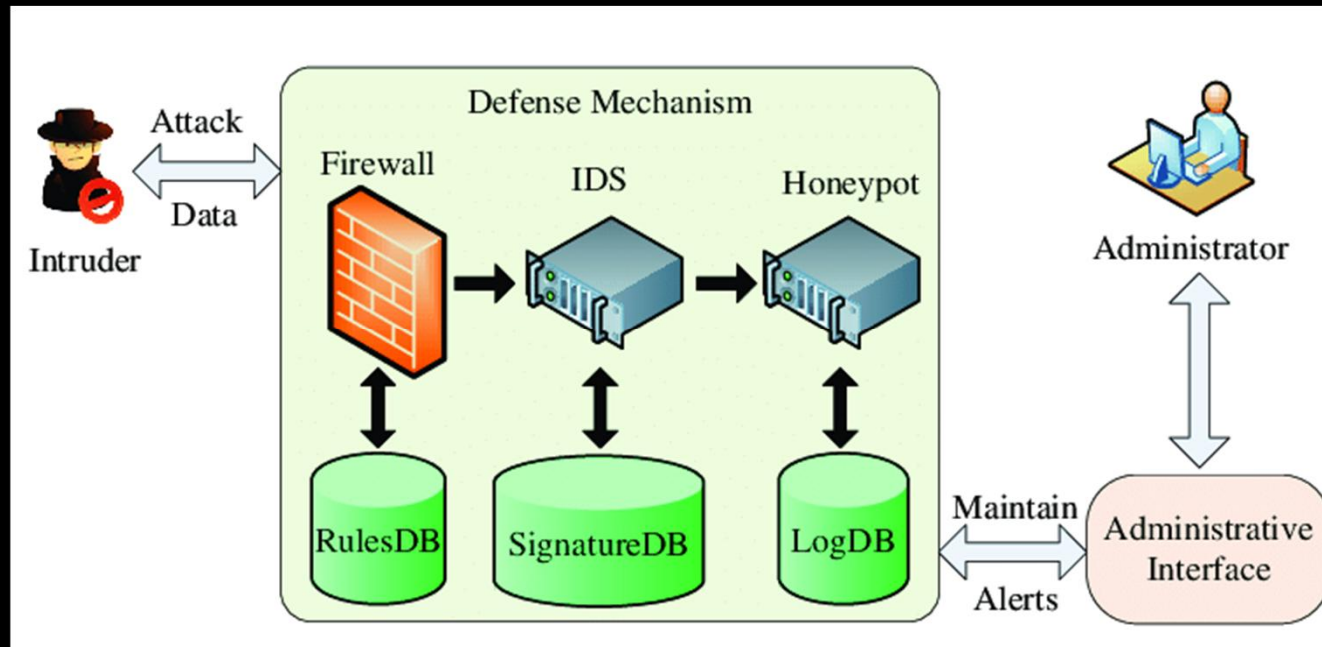 Defense Mechanism
Attack
Data
Intruder
Firewall
IDS
Honeypot
Administrator
RulesDB
SignatureDB
LogDB
Maintain
Alerts
Administrative
Interface